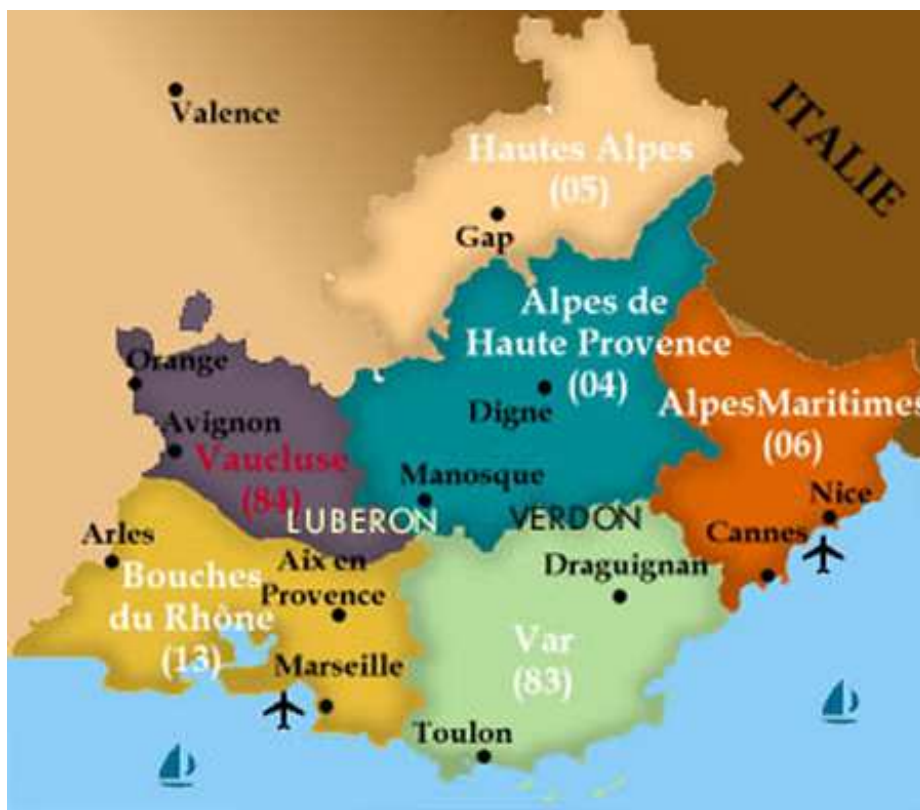 Valence
ITALIE
Hautes Alpes
(05)
Gap
Alpes de
Haute Provence
(04)
Digne
Orange
Avignon
Vaucluse
(84)
AlpesMaritimes
(06)
Manosque
Nice
LUBERON
VERDON
Cannes
Arles
Aix en
Provence
Draguignan
Bouches
du Rhône
(13)
Var
(83)
Marseille
Toulon